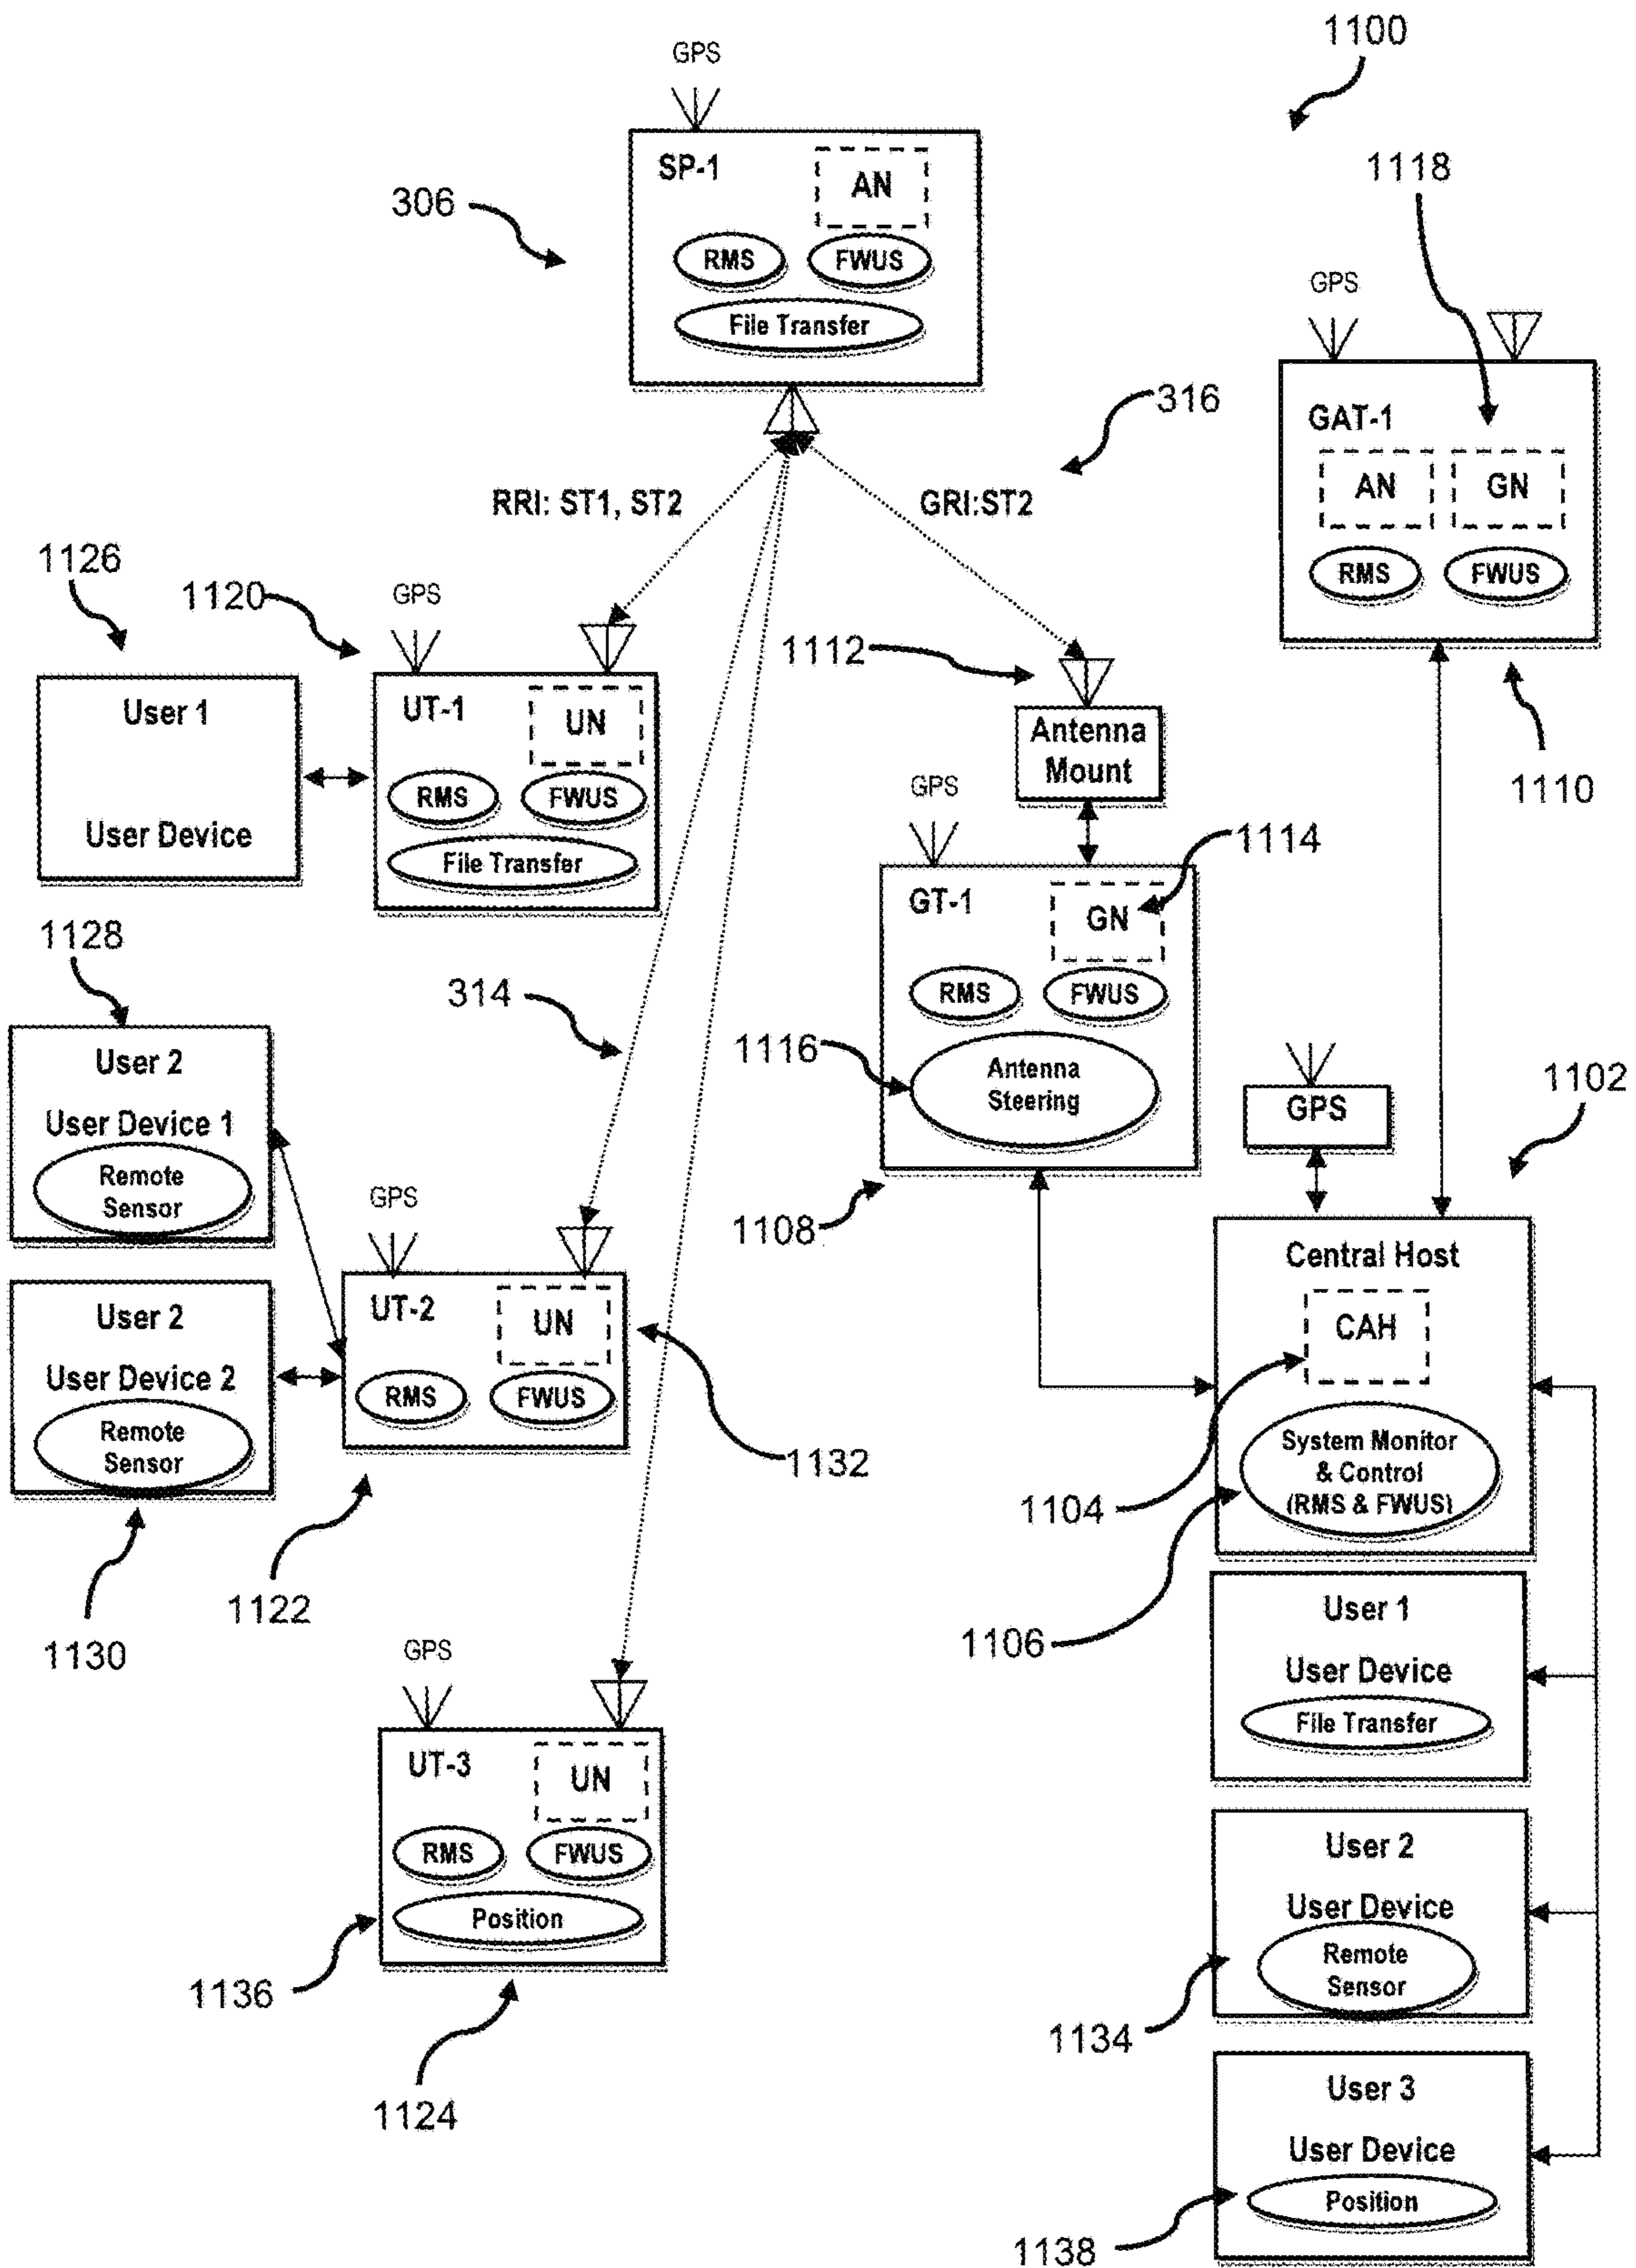 1100
GPS
SP-1
AN
RMS
FWUS
File Transfer
306
1118
GPS
GAT-1
AN
GN
RMS
FWUS
1110
316
RRI: ST1, ST2
GRI:ST2
1126
1120
GPS
User 1
User Device
UT-1
UN
RMS
FWUS
File Transfer
1112
Antenna
Mount
GPS
1114
GT-1
GN
RMS
FWUS
1116
Antenna
Steering
1108
1128
314
User 2
User Device 1
Remote
Sensor
GPS
1102
GPS
User 2
User Device 2
Remote
Sensor
UT-2
UN
RMS
FWUS
1132
1130
1122
Central Host
CAH
System Monitor
& Control
(RMS & FWUS)
1104
1106
User 1
User Device
File Transfer
GPS
UT-3
UN
RMS
FWUS
Position
1136
1124
User 2
User Device
Remote
Sensor
1134
User 3
User Device
Position
1138